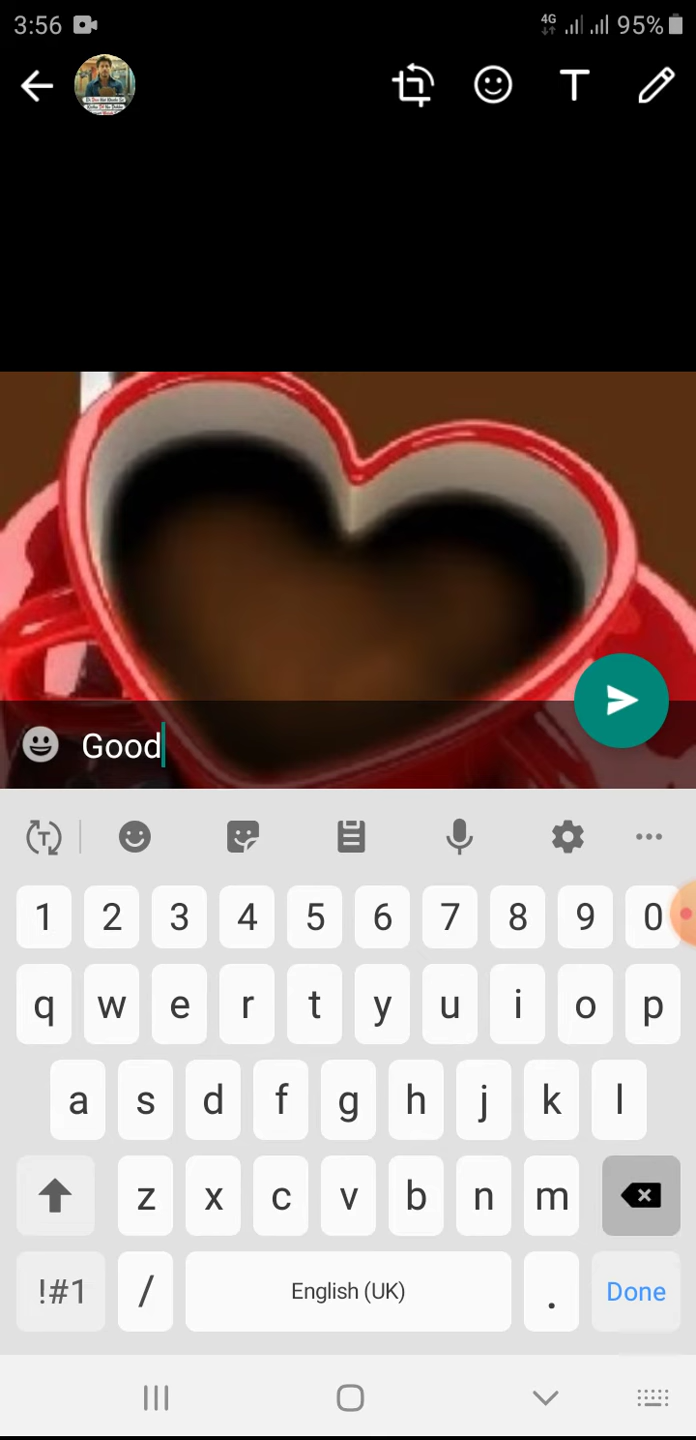 3:56 4G 95%
T
Good
T
1 2 3 4 5 6 7 8 9 0
q w e r t y u i o p
a s d f g h j k l
z x c v b n m
!#1 / English (UK) . Done